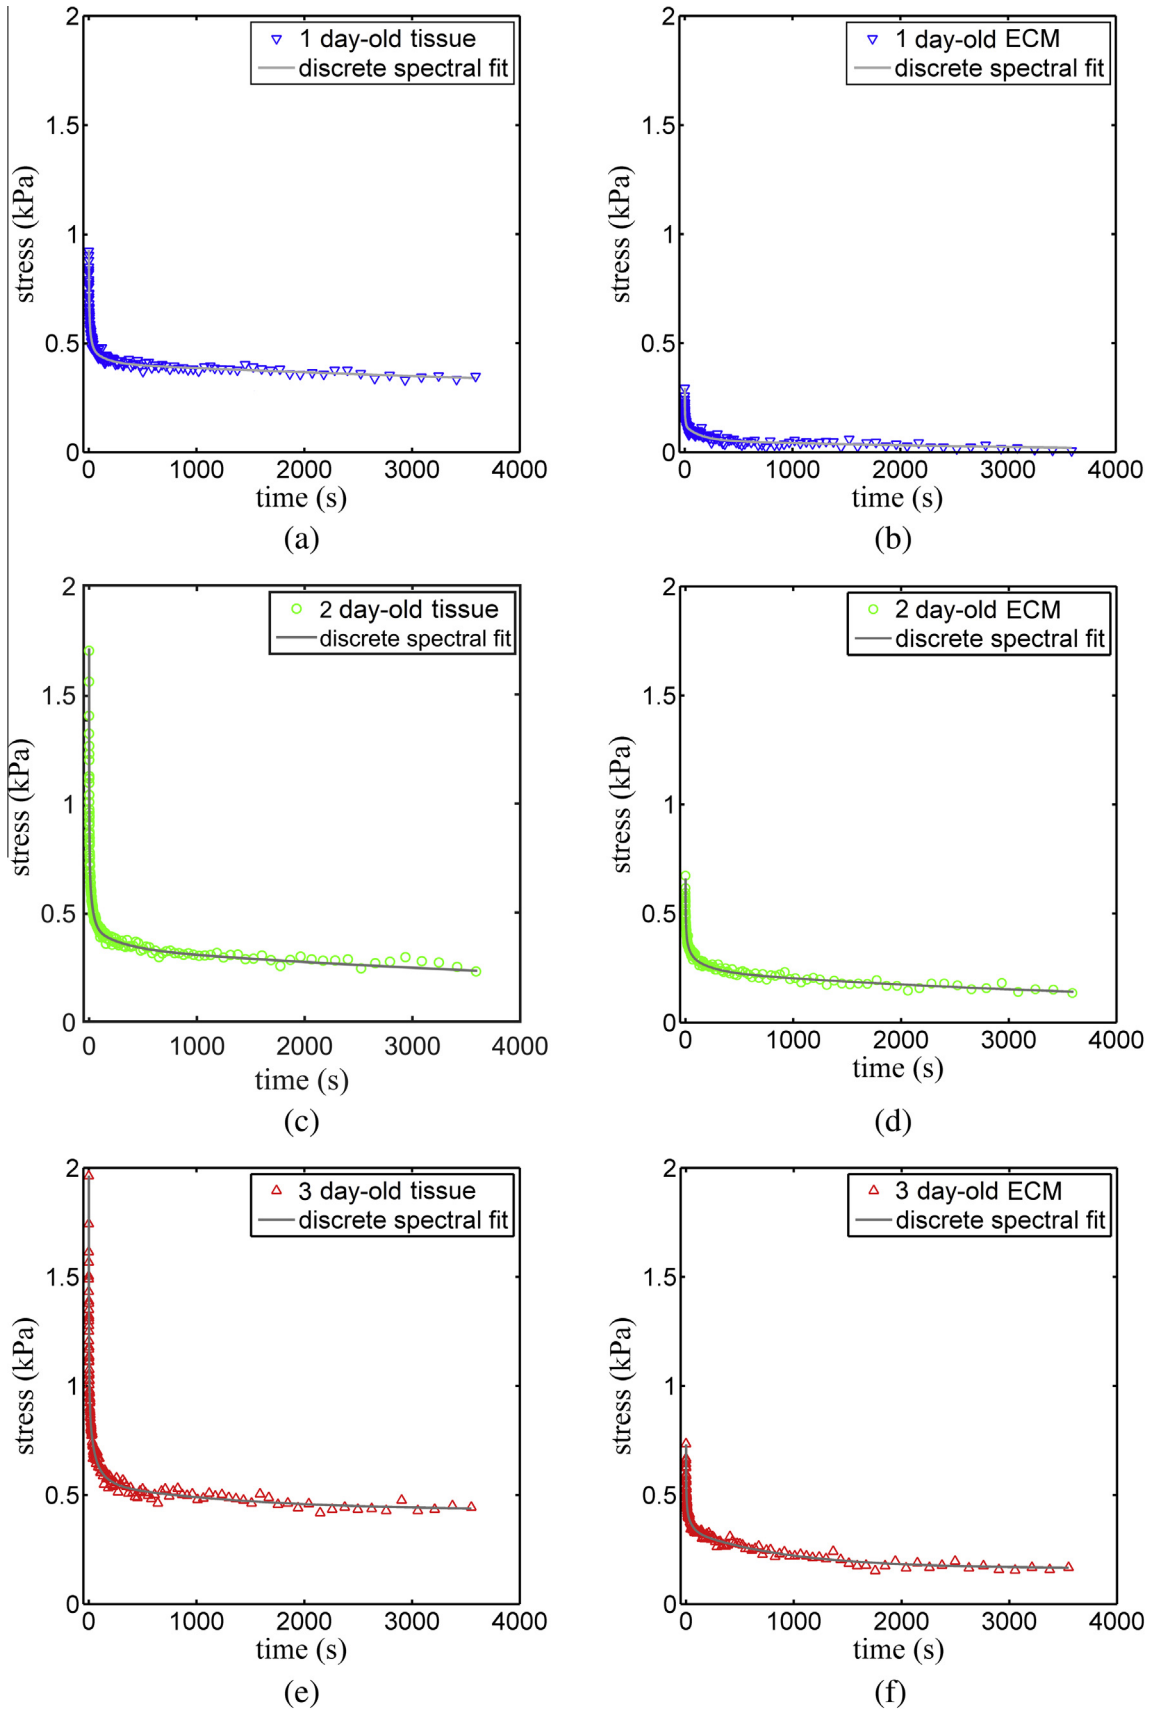 2
1 day-old tissue
discrete spectral fit
1.5
stress (kPa)
1
0.5
0
0 1000 2000 3000 4000
time (s)
(a)
2
1 day-old ECM
discrete spectral fit
1.5
stress (kPa)
1
0.5
0
0 1000 2000 3000 4000
time (s)
(b)
2
2 day-old tissue
discrete spectral fit
1.5
stress (kPa)
1
0.5
0
0 1000 2000 3000 4000
time (s)
(c)
2
2 day-old ECM
discrete spectral fit
1.5
stress (kPa)
1
0.5
0
0 1000 2000 3000 4000
time (s)
(d)
2
3 day-old tissue
discrete spectral fit
1.5
stress (kPa)
1
0.5
0
0 1000 2000 3000 4000
time (s)
(e)
2
3 day-old ECM
discrete spectral fit
1.5
stress (kPa)
1
0.5
0
0 1000 2000 3000 4000
time (s)
(f)